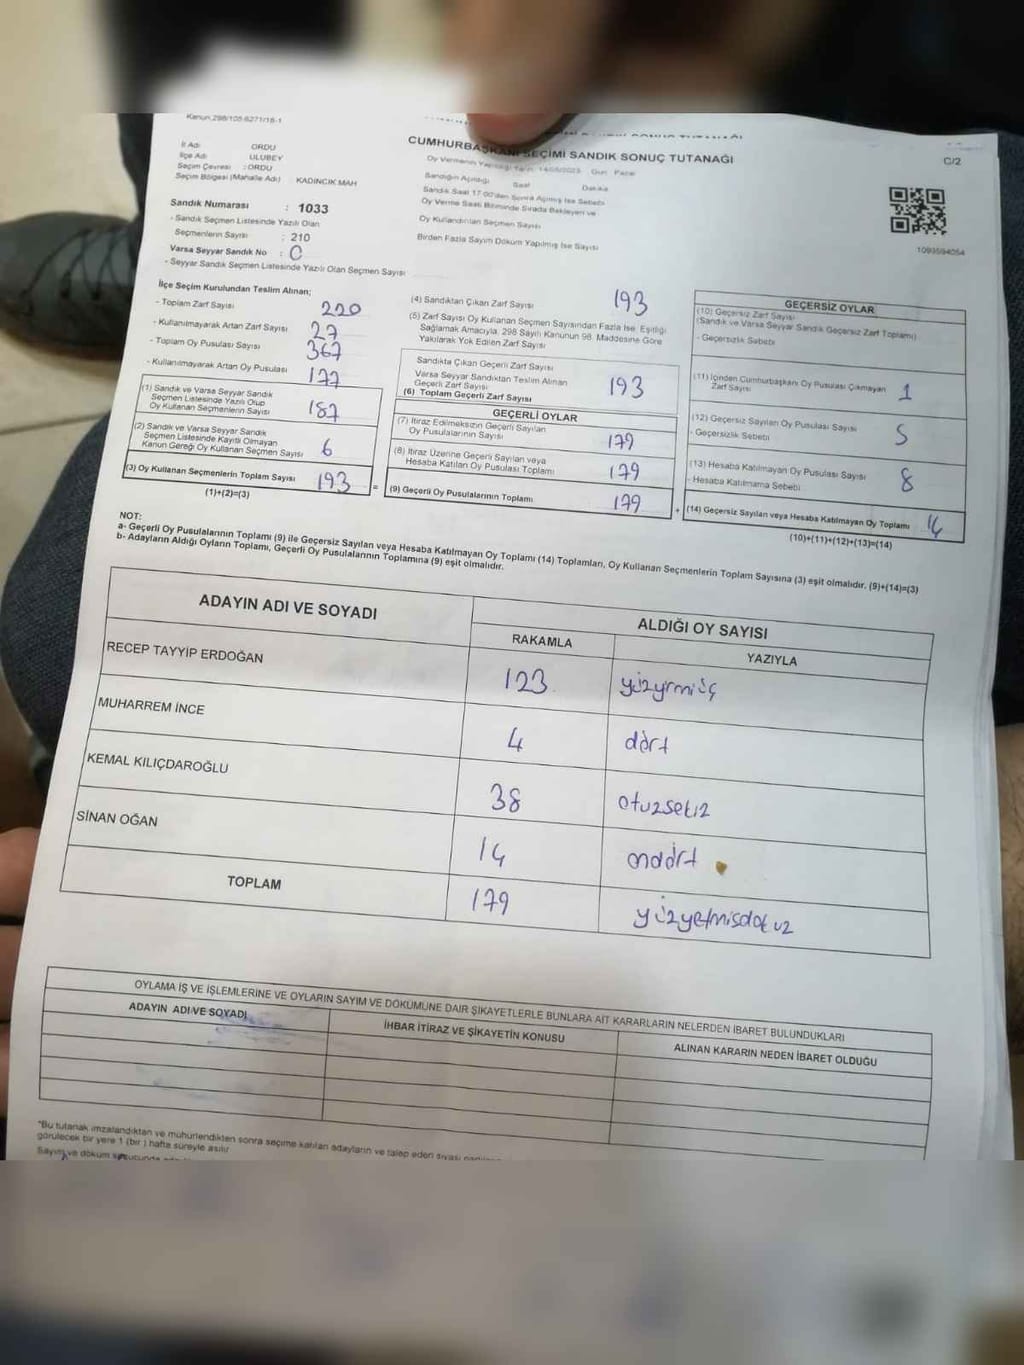 Kanun,298/105-6271/18-1
CUMHURBAŞKANI SEÇİMİ SANDIK SONUÇ TUTANAĞI
C/2
İl Adı ORDU
İlçe Adı ULUBEY
Seçim Çevresi : ORDU
Seçim Bölgesi (Mahalle Adı) : KADINCIK MAH
Oy Vermenin Yapıldığı Tarih: 14/05/2023 Gün Pazar
Sandığın Açıldığı Saat Dakika
Sandık Saat 17.00'den Sonra Açılmış İse Sebebi
Oy Verme Saati Bitiminde Sırada Bekleyen ve
Oy Kullandırılan Seçmen Sayısı
Birden Fazla Sayım Döküm Yapılmış İse Sayısı
1093594054
Sandık Numarası : 1033
- Sandık Seçmen Listesinde Yazılı Olan
Seçmenlerin Sayısı : 210
Varsa Seyyar Sandık No : 0
- Seyyar Sandık Seçmen Listesinde Yazılı Olan Seçmen Sayısı
İlçe Seçim Kurulundan Teslim Alınan;
- Toplam Zarf Sayısı 220
- Kullanılmayarak Artan Zarf Sayısı 27
- Toplam Oy Pusulası Sayısı 367
- Kullanılmayarak Artan Oy Pusulası 177
(1) Sandık ve Varsa Seyyar Sandık
Seçmen Listesinde Yazılı Olup
Oy Kullanan Seçmenlerin Sayısı 187
(2) Sandık ve Varsa Seyyar Sandık
Seçmen Listesinde Kayıtlı Olmayan
Kanun Gereği Oy Kullanan Seçmen Sayısı 6
(3) Oy Kullanan Seçmenlerin Toplam Sayısı 193 =
(1)+(2)=(3)
(4) Sandıktan Çıkan Zarf Sayısı 193
(5) Zarf Sayısı Oy Kullanan Seçmen Sayısından Fazla İse, Eşitliği
Sağlamak Amacıyla, 298 Sayılı Kanunun 98. Maddesine Göre
Yakılarak Yok Edilen Zarf Sayısı
Sandıkta Çıkan Geçerli Zarf Sayısı
Varsa Seyyar Sandıktan Teslim Alınan
Geçerli Zarf Sayısı 193
(6) Toplam Geçerli Zarf Sayısı
GEÇERLİ OYLAR
(7) İtiraz Edilmeksizin Geçerli Sayılan
Oy Pusulalarının Sayısı 179
(8) İtiraz Üzerine Geçerli Sayılan veya
Hesaba Katılan Oy Pusulası Toplamı 179
(9) Geçerli Oy Pusulalarının Toplamı 179 +
GEÇERSİZ OYLAR
(10) Geçersiz Zarf Sayısı
(Sandık ve Varsa Seyyar Sandık Geçersiz Zarf Toplamı)
- Geçersizlik Sebebi
(11) İçinden Cumhurbaşkanı Oy Pusulası Çıkmayan
Zarf Sayısı 1
(12) Geçersiz Sayılan Oy Pusulası Sayısı 5
- Geçersizlik Sebebi
(13) Hesaba Katılmayan Oy Pusulası Sayısı 8
- Hesaba Katılmama Sebebi
(14) Geçersiz Sayılan veya Hesaba Katılmayan Oy Toplamı 14
(10)+(11)+(12)+(13)=(14)
NOT:
a- Geçerli Oy Pusulalarının Toplamı (9) ile Geçersiz Sayılan veya Hesaba Katılmayan Oy Toplamı (14) Toplamları, Oy Kullanan Seçmenlerin Toplam Sayısına (3) eşit olmalıdır. (9)+(14)=(3)
b- Adayların Aldığı Oyların Toplamı, Geçerli Oy Pusulalarının Toplamına (9) eşit olmalıdır.
ADAYIN ADI VE SOYADI
ALDIĞI OY SAYISI
RAKAMLA YAZIYLA
RECEP TAYYİP ERDOĞAN 123 yüzyirmiüç
MUHARREM İNCE 4 dört
KEMAL KILIÇDAROĞLU 38 otuzsekiz
SİNAN OĞAN 14 ondört
TOPLAM 179 yüzyetmisdokuz
OYLAMA İŞ VE İŞLEMLERİNE VE OYLARIN SAYIM VE DÖKÜMÜNE DAİR ŞİKAYETLERLE BUNLARA AİT KARARLARIN NELERDEN İBARET BULUNDUKLARI
ADAYIN ADI VE SOYADI İHBAR İTİRAZ VE ŞİKAYETİN KONUSU ALINAN KARARIN NEDEN İBARET OLDUĞU
*Bu tutanak imzalandıktan ve mühürlendikten sonra seçime katılan adayların ve talep eden siyasi
görülecek bir yere 1 (bir ) hafta süreyle asılır
Sayım ve döküm